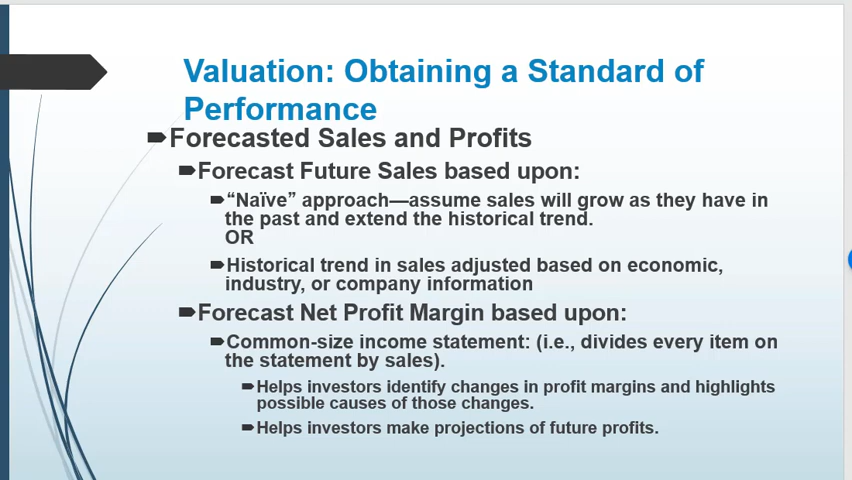 Valuation: Obtaining a Standard of
Performance
Forecasted Sales and Profits
Forecast Future Sales based upon:
“Naïve” approach—assume sales will grow as they have in
the past and extend the historical trend.
OR
Historical trend in sales adjusted based on economic,
industry, or company information
Forecast Net Profit Margin based upon:
Common-size income statement: (i.e., divides every item on
the statement by sales).
Helps investors identify changes in profit margins and highlights
possible causes of those changes.
Helps investors make projections of future profits.